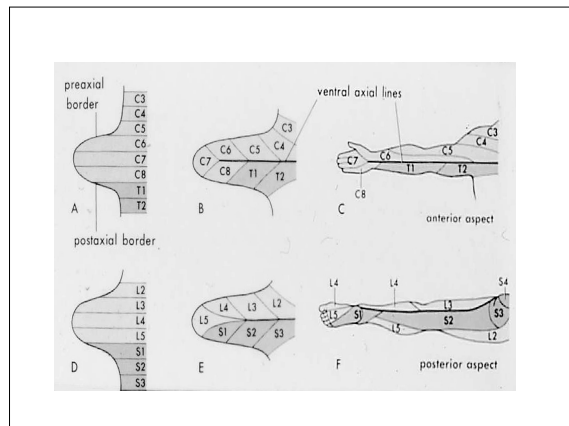 preaxial
border
C3
C4
C5
C6
C7
C8
T1
T2
A
postaxial border
ventral axial lines
C3
C4
C5
C6
C7
C8
T1
T2
B
C3
C4
C5
C6
C7
T1
T2
C8
C
anterior aspect
L2
L3
L4
L5
S1
S2
S3
D
L2
L3
L4
L5
S1
S2
S3
E
L4
L4
S4
L3
L5
S1
S2
S3
L5
L2
F
posterior aspect